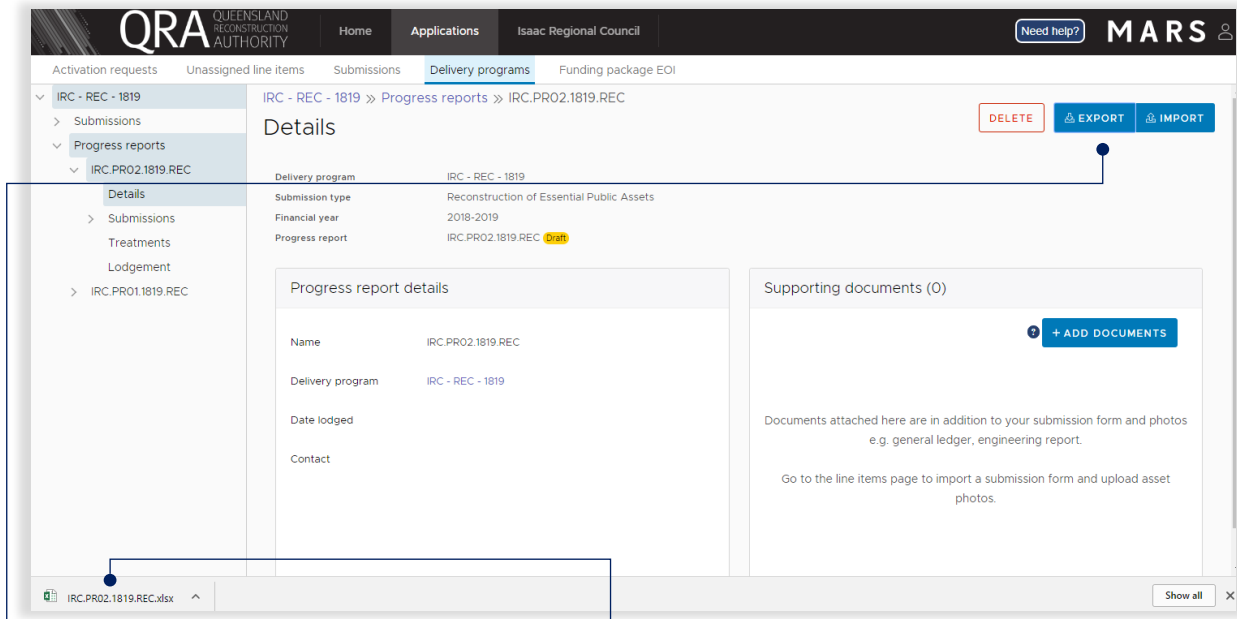 QRA QUEENSLAND RECONSTRUCTION AUTHORITY
Home Applications Isaac Regional Council Need help? MARS
Activation requests Unassigned line items Submissions Delivery programs Funding package EOI
IRC - REC - 1819
Submissions
Progress reports
IRC.PR02.1819.REC
Details
Submissions
Treatments
Lodgement
IRC.PR01.1819.REC
IRC - REC - 1819 » Progress reports » IRC.PR02.1819.REC
Details
DELETE EXPORT IMPORT
Delivery program IRC - REC - 1819
Submission type Reconstruction of Essential Public Assets
Financial year 2018-2019
Progress report IRC.PR02.1819.REC Draft
Progress report details
Name IRC.PR02.1819.REC
Delivery program IRC - REC - 1819
Date lodged
Contact
Supporting documents (0)
? + ADD DOCUMENTS
Documents attached here are in addition to your submission form and photos
e.g. general ledger, engineering report.
Go to the line items page to import a submission form and upload asset
photos.
IRC.PR02.1819.REC.xlsx Show all